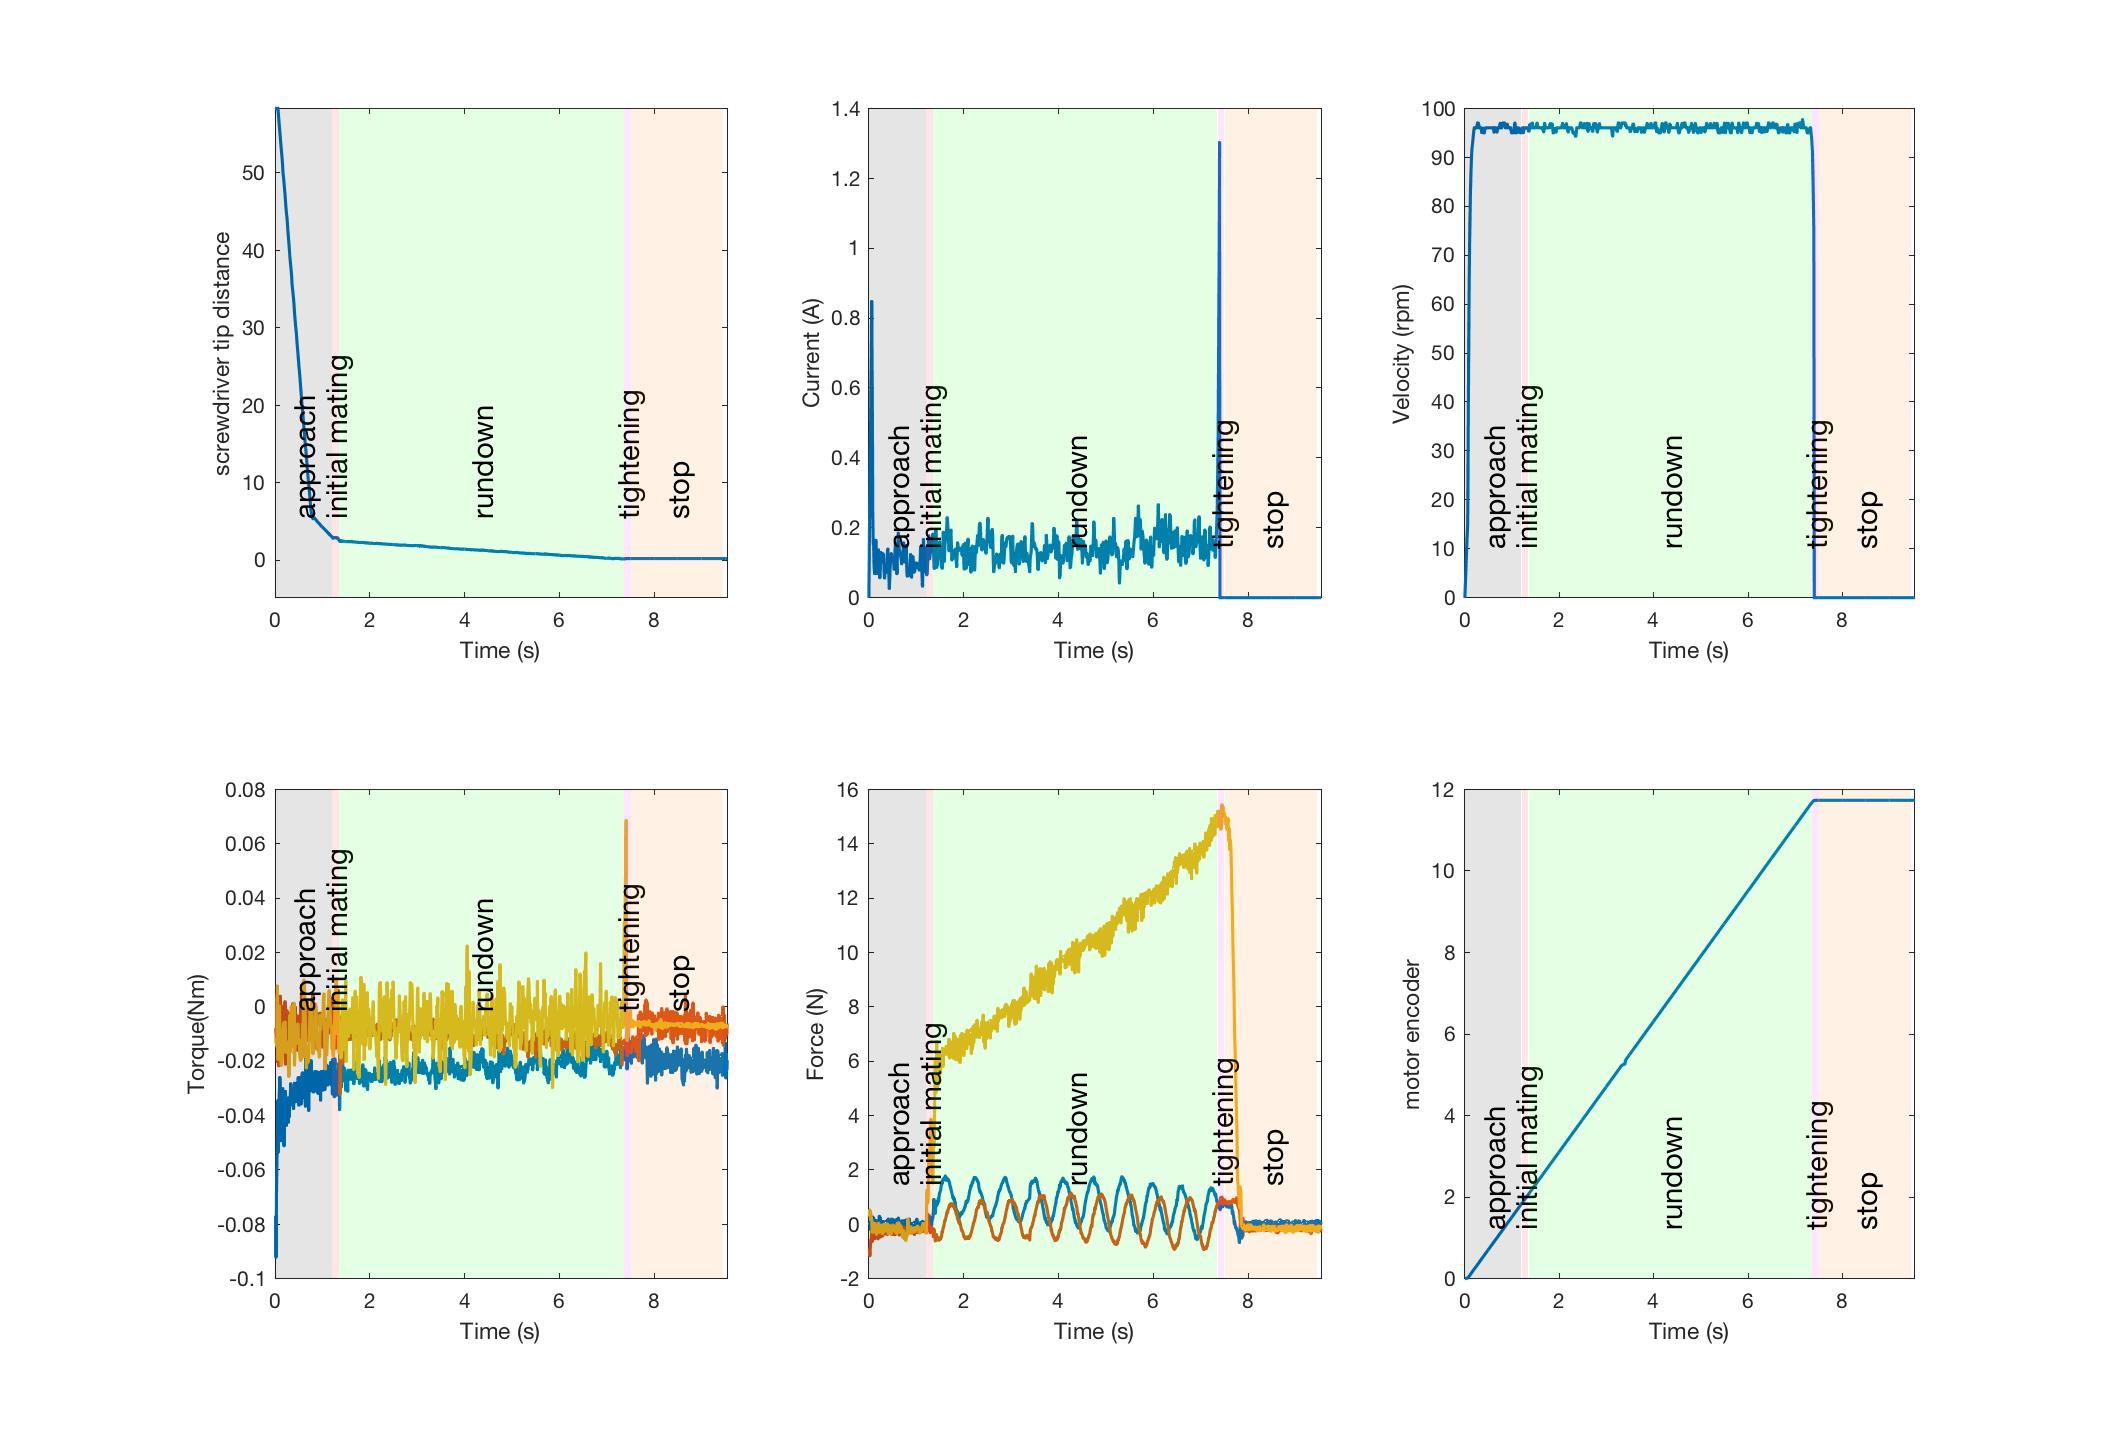 screwdriver tip distance
50
40
30
20
10
0
approach
initial mating
rundown
tightening
stop
0 2 4 6 8
Time (s)
Current (A)
1.4
1.2
1
0.8
0.6
0.4
0.2
0
approach
initial mating
rundown
tightening
stop
0 2 4 6 8
Time (s)
Velocity (rpm)
100
90
80
70
60
50
40
30
20
10
0
approach
initial mating
rundown
tightening
stop
0 2 4 6 8
Time (s)
Torque(Nm)
0.08
0.06
0.04
0.02
0
-0.02
-0.04
-0.06
-0.08
-0.1
approach
initial mating
rundown
tightening
stop
0 2 4 6 8
Time (s)
Force (N)
16
14
12
10
8
6
4
2
0
-2
approach
initial mating
rundown
tightening
stop
0 2 4 6 8
Time (s)
motor encoder
12
10
8
6
4
2
0
approach
initial mating
rundown
tightening
stop
0 2 4 6 8
Time (s)